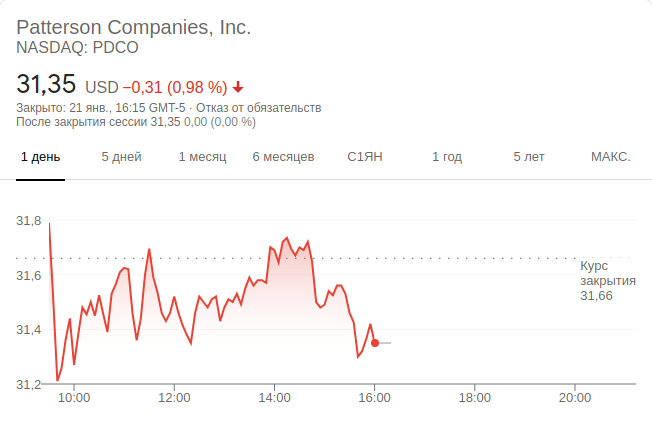 Patterson Companies, Inc.
NASDAQ: PDCO
31,35 USD −0,31 (0,98 %)
Закрыто: 21 янв., 16:15 GMT-5 · Отказ от обязательств
После закрытия сессии 31,35 0,00 (0,00 %)
1 день 5 дней 1 месяц 6 месяцев С1ЯН 1 год 5 лет МАКС.
31,8
31,6
31,4
31,2
Курс
закрытия
31,66
10:00 12:00 14:00 16:00 18:00 20:00